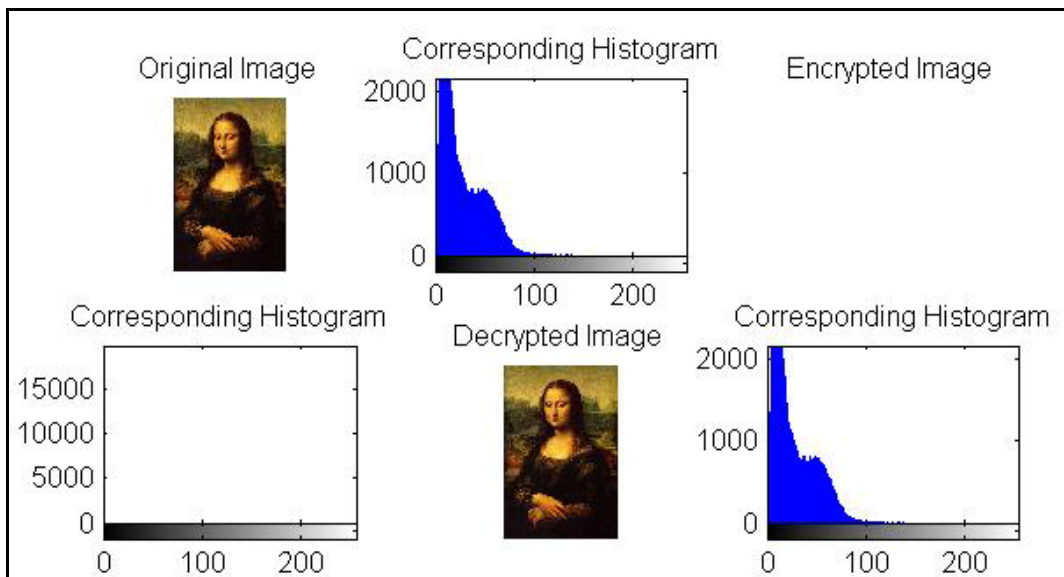 Original Image
Corresponding Histogram
Encrypted Image
2000
1000
0
0 100 200
Corresponding Histogram
Decrypted Image
Corresponding Histogram
15000
10000
5000
0
0 100 200
2000
1000
0
0 100 200